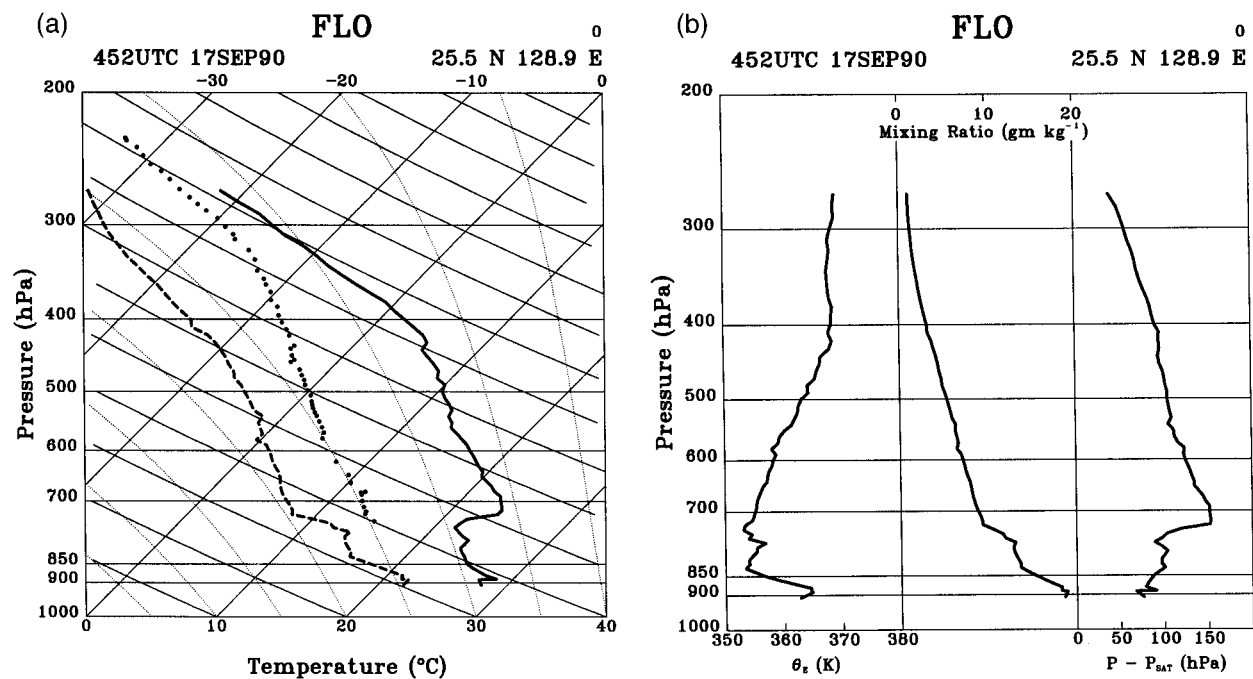 (a)
FLO
0
452UTC 17SEP90
25.5 N 128.9 E
-30 -20 -10 0
200
300
400
500
600
700
850
900
1000
Pressure (hPa)
0 10 20 30 40
Temperature (°C)
(b)
FLO
0
452UTC 17SEP90
25.5 N 128.9 E
200
0 10 20
Mixing Ratio (gm kg⁻¹)
300
400
500
600
700
850
900
1000
Pressure (hPa)
350 360 370 380
0 50 100 150
θE (K)
P - PSAT (hPa)